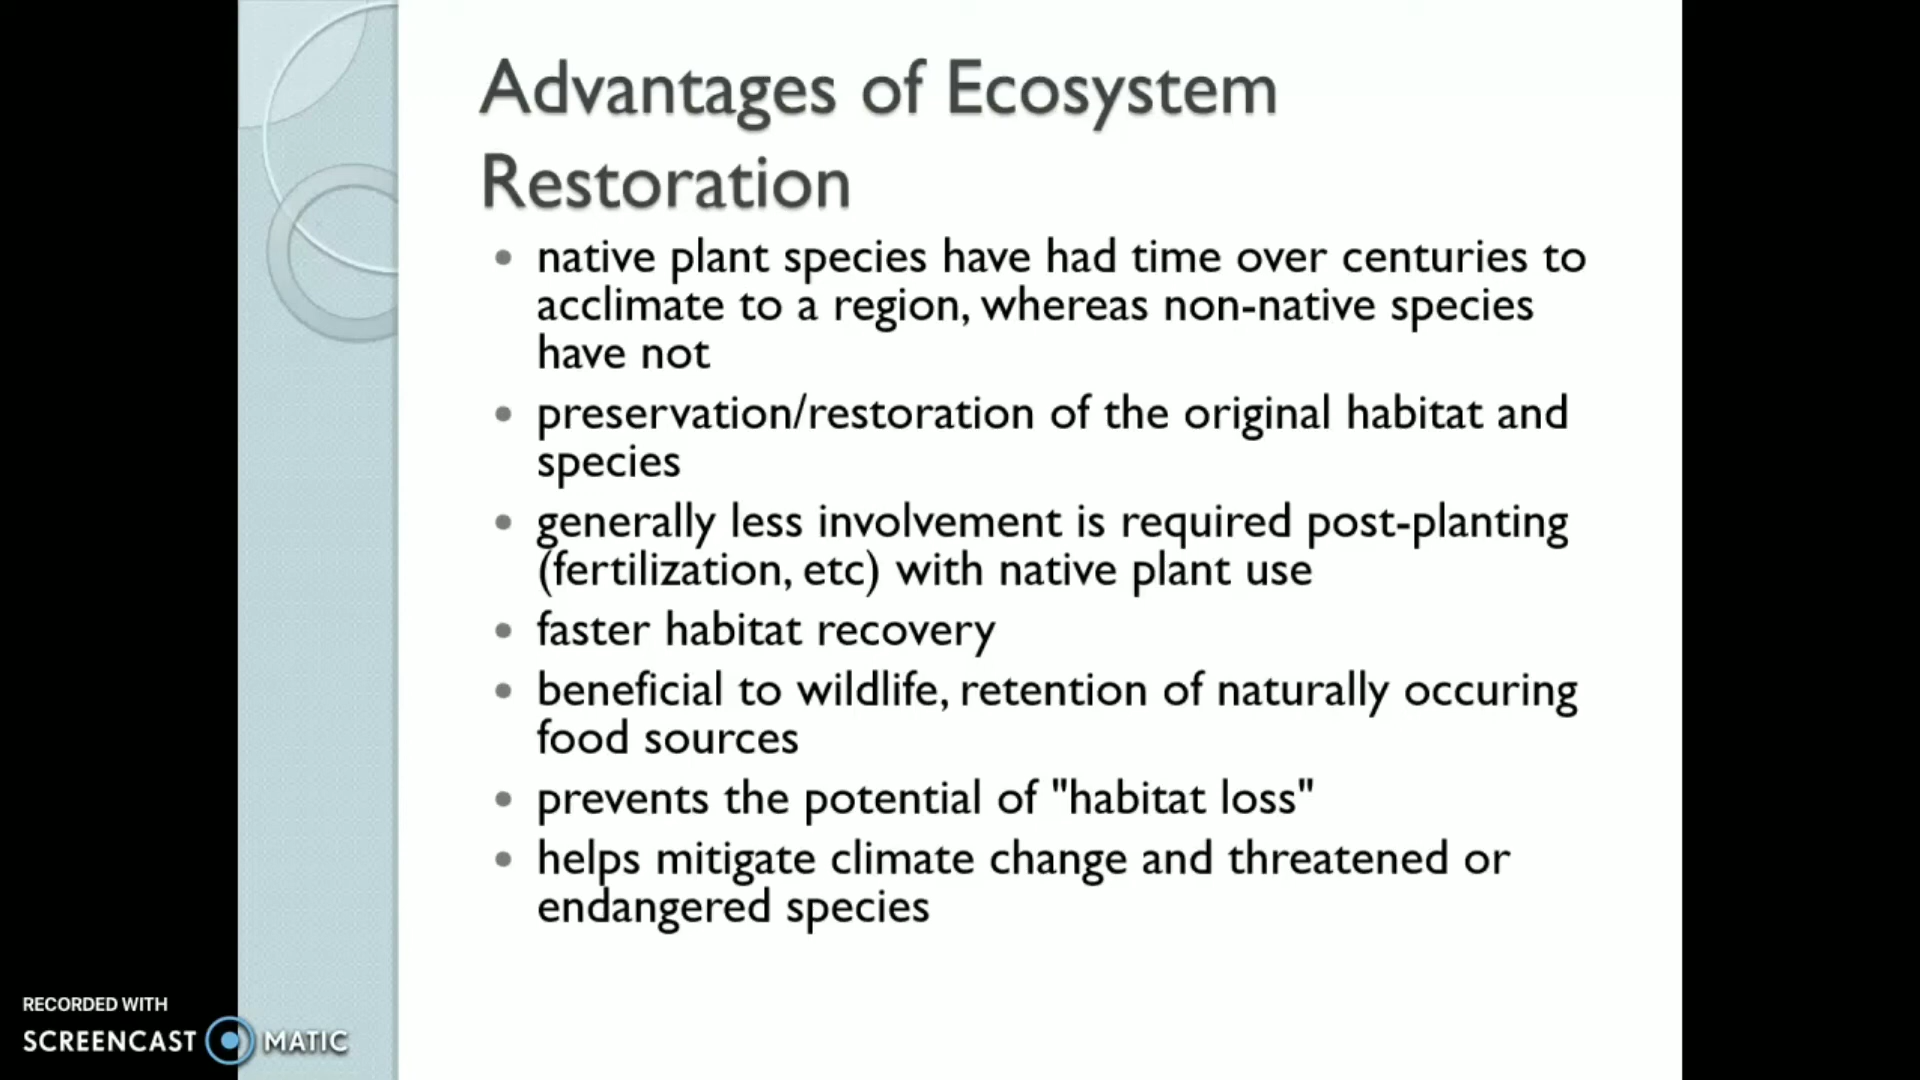 Advantages of Ecosystem
Restoration
• native plant species have had time over centuries to
acclimate to a region, whereas non-native species
have not
• preservation/restoration of the original habitat and
species
• generally less involvement is required post-planting
(fertilization, etc) with native plant use
• faster habitat recovery
• beneficial to wildlife, retention of naturally occuring
food sources
• prevents the potential of "habitat loss"
• helps mitigate climate change and threatened or
endangered species
RECORDED WITH
SCREENCAST MATIC